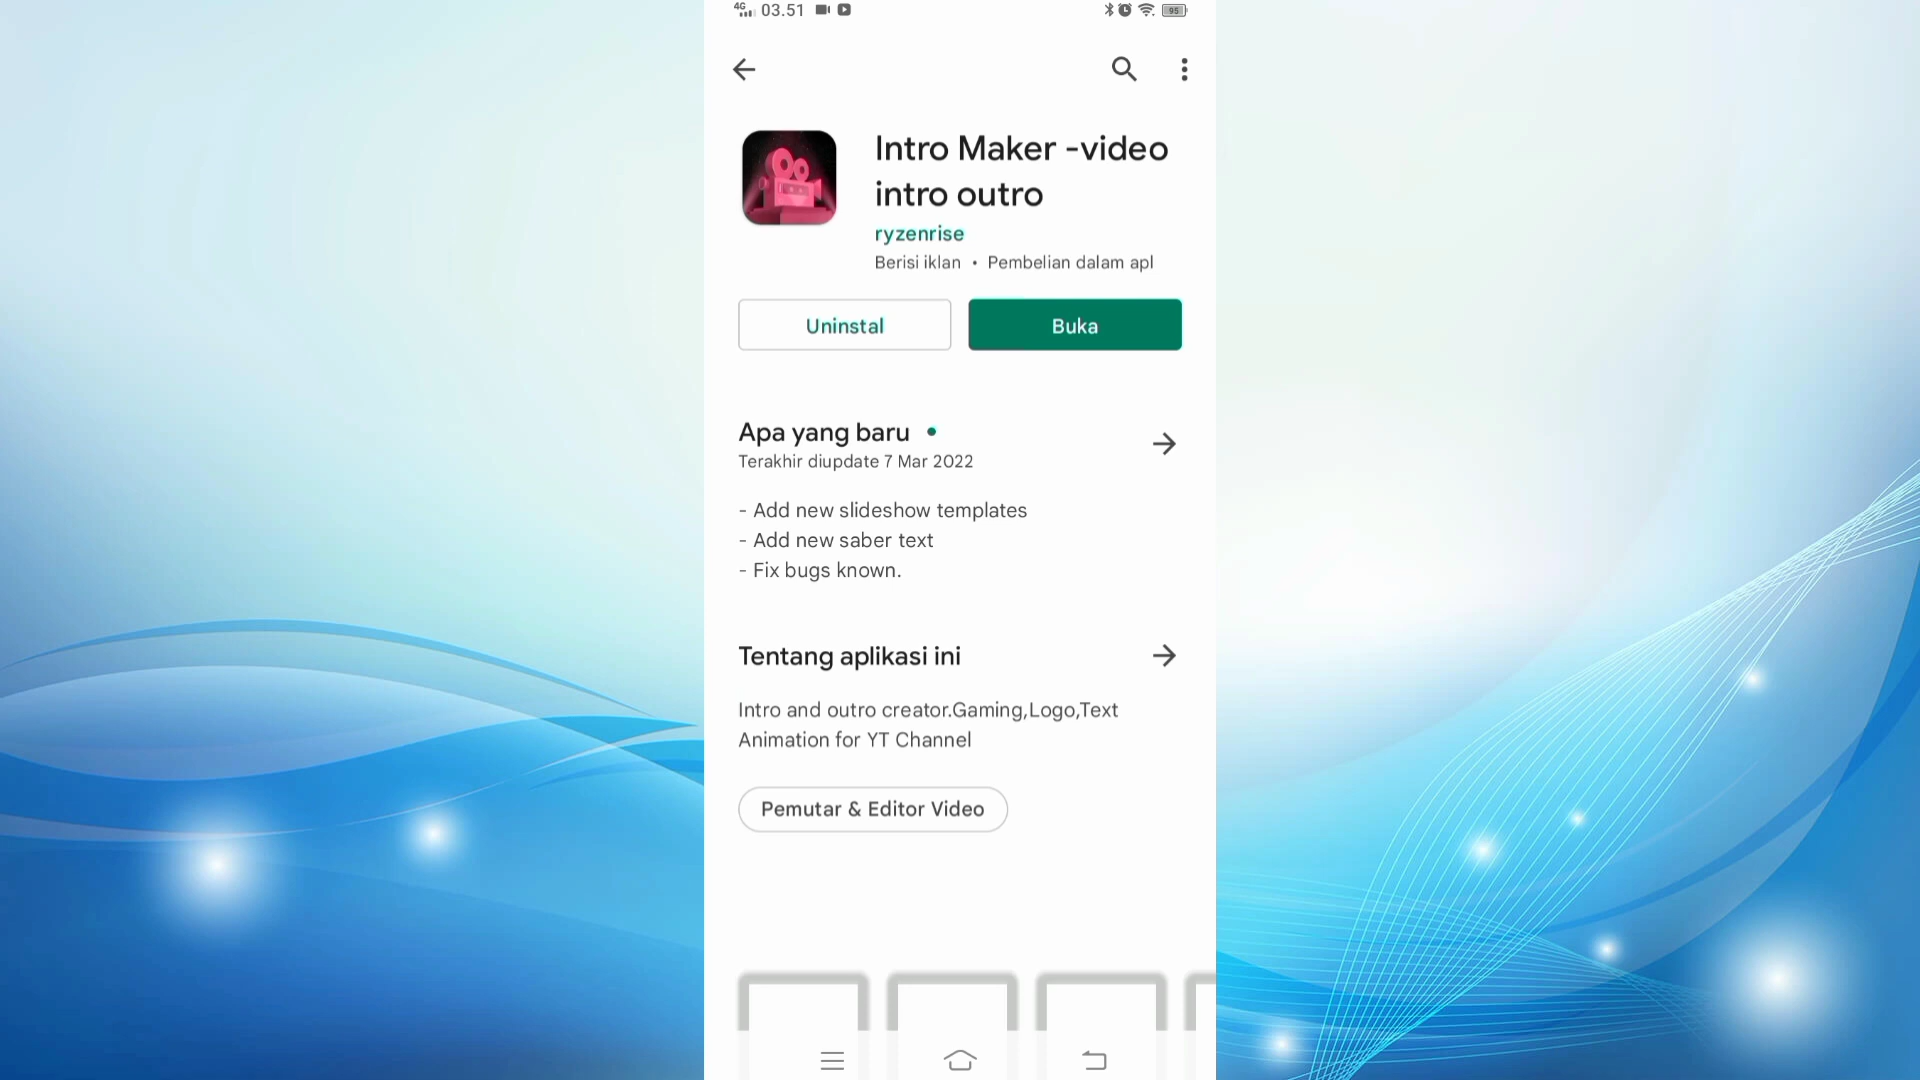 4G 03.51 95
Intro Maker -video
intro outro
ryzenrise
Berisi iklan • Pembelian dalam apl
Uninstal Buka
Apa yang baru •
Terakhir diupdate 7 Mar 2022
- Add new slideshow templates
- Add new saber text
- Fix bugs known.
Tentang aplikasi ini
Intro and outro creator.Gaming,Logo,Text
Animation for YT Channel
Pemutar & Editor Video